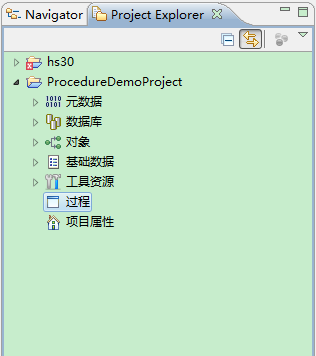 Navigator Project Explorer
hs30
ProcedureDemoProject
元数据
数据库
对象
基础数据
工具资源
过程
项目属性